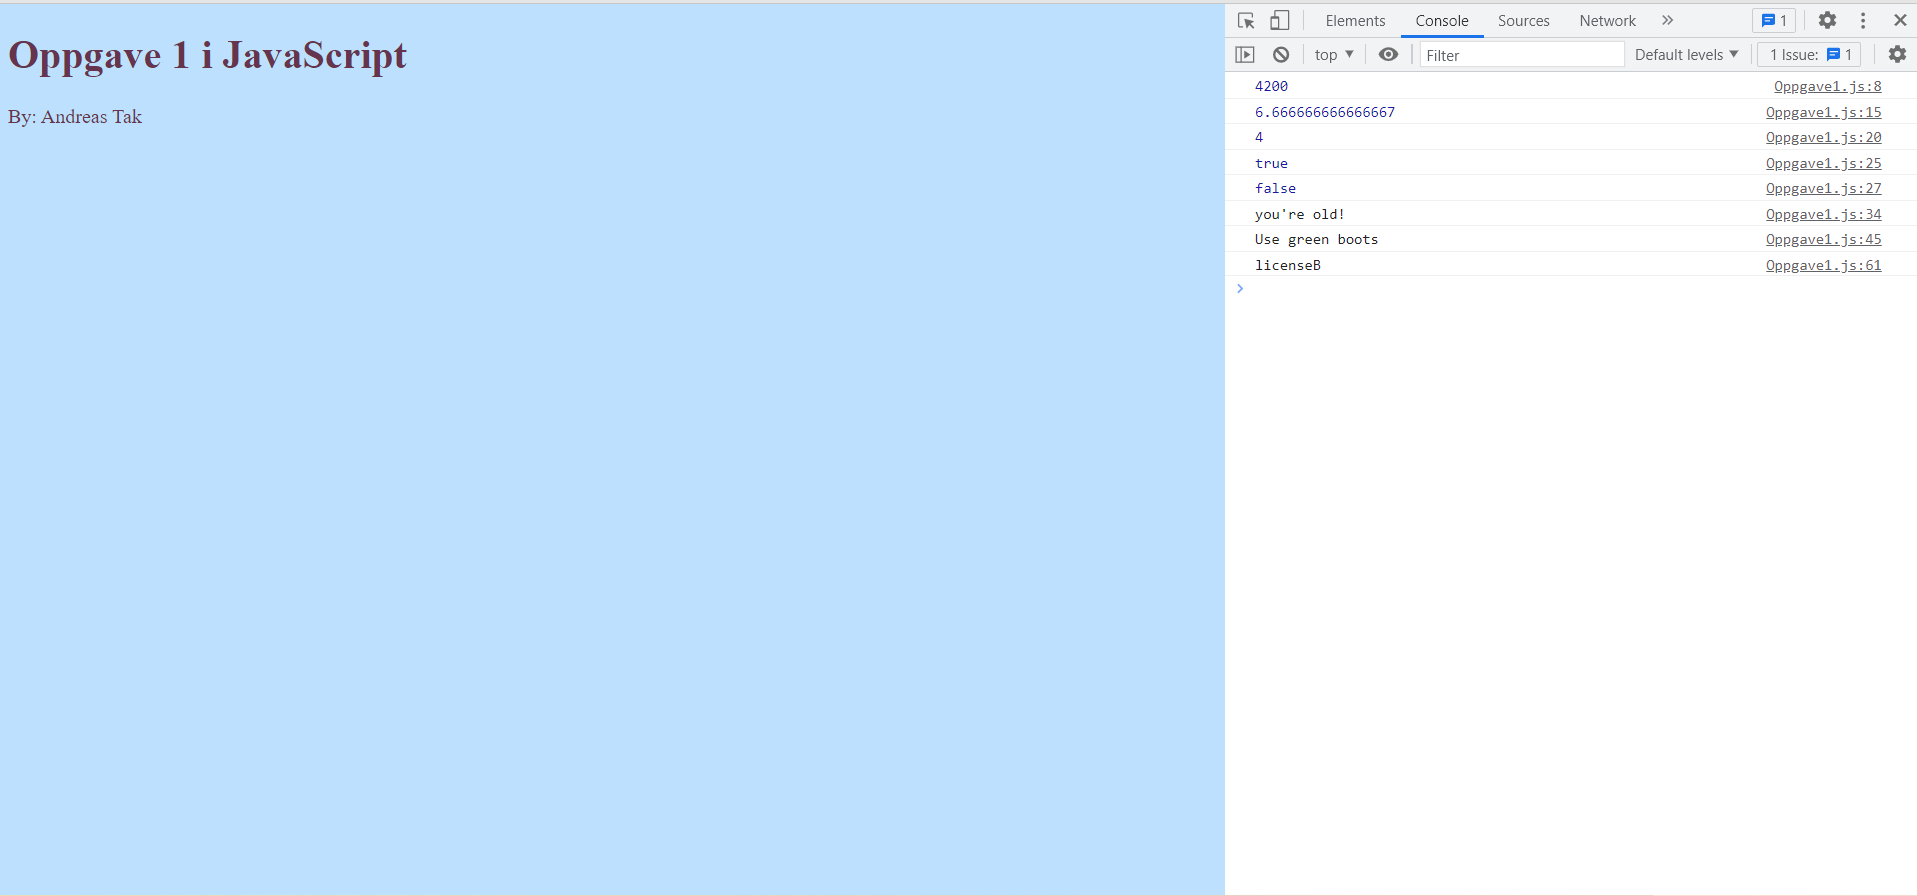 Oppgave 1 i JavaScript
By: Andreas Tak
Elements Console Sources Network 1
top Filter Default levels 1 Issue: 1
4200 Oppgave1.js:8
6.666666666666667 Oppgave1.js:15
4 Oppgave1.js:20
true Oppgave1.js:25
false Oppgave1.js:27
you're old! Oppgave1.js:34
Use green boots Oppgave1.js:45
licenseB Oppgave1.js:61